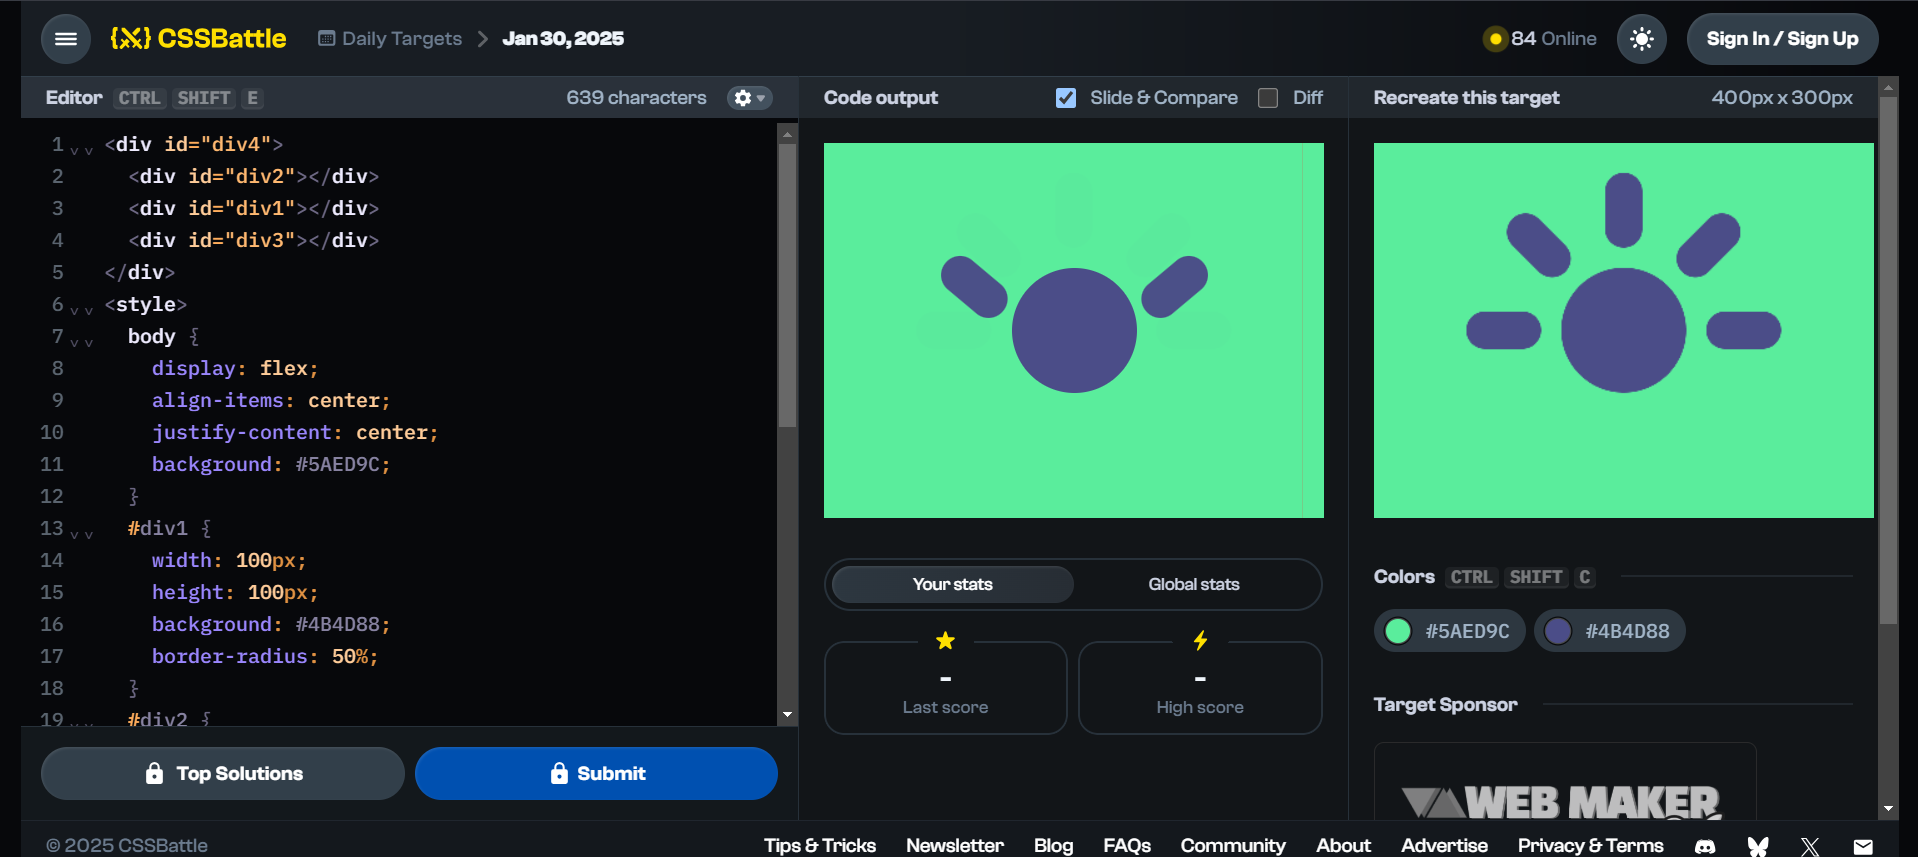 {X} CSSBattle
Daily Targets > Jan 30, 2025
84 Online
Sign In / Sign Up
Editor CTRL SHIFT E
639 characters
1 <div id="div4">
2 <div id="div2"></div>
3 <div id="div1"></div>
4 <div id="div3"></div>
5 </div>
6 <style>
7 body {
8 display: flex;
9 align-items: center;
10 justify-content: center;
11 background: #5AED9C;
12 }
13 #div1 {
14 width: 100px;
15 height: 100px;
16 background: #4B4D88;
17 border-radius: 50%;
18 }
19 #div2 {
Top Solutions
Submit
Code output
Slide & Compare
Diff
Your stats
Global stats
-
Last score
-
High score
Recreate this target
400px x 300px
Colors CTRL SHIFT C
#5AED9C
#4B4D88
Target Sponsor
WEB MAKER
© 2025 CSSBattle
Tips & Tricks
Newsletter
Blog
FAQs
Community
About
Advertise
Privacy & Terms